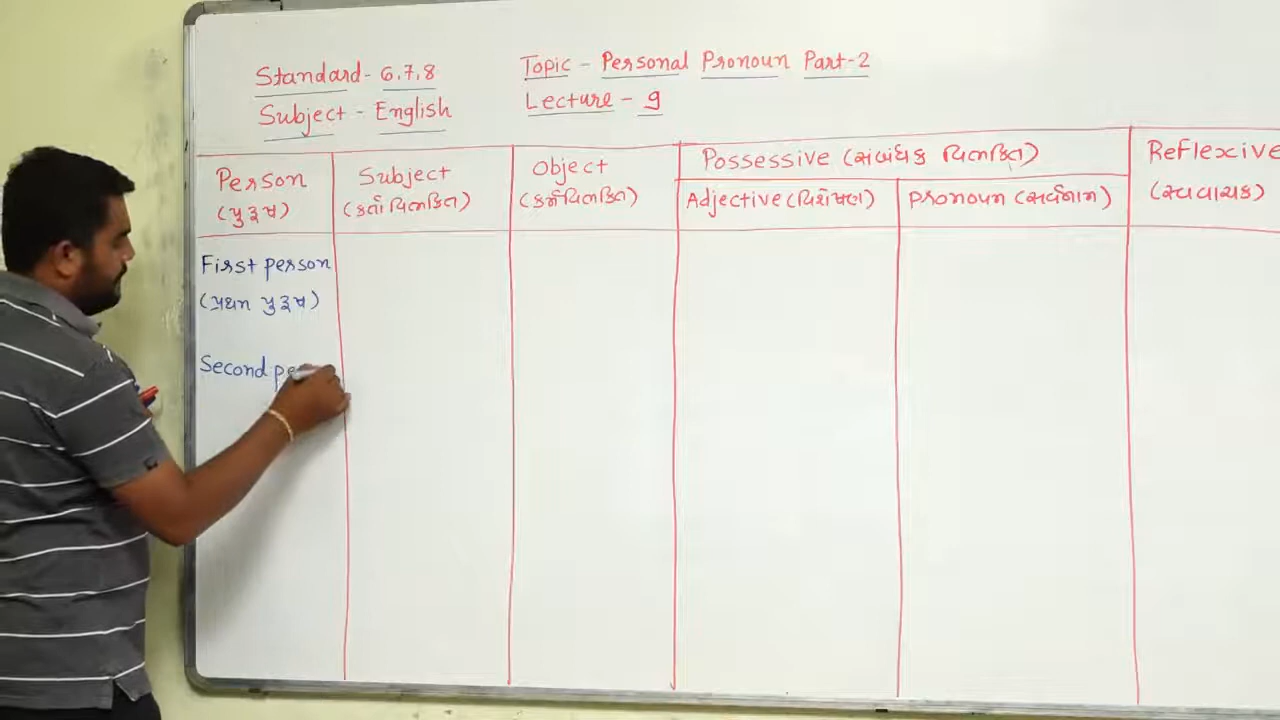 Standard- 6,7,8
Subject - English
Topic - Personal Pronoun Part-2
Lecture - 9
Person
(પુરૂષ)
Subject
(કર્તા વિભક્તિ)
Object
(કર્મ વિભક્તિ)
Possessive (સંબંધક વિભક્તિ)
Adjective (વિશેષણ)
Pronoun (સર્વનામ)
Reflexive
(સ્વવાચક)
First person
(પ્રથમ પુરૂષ)
Second pe